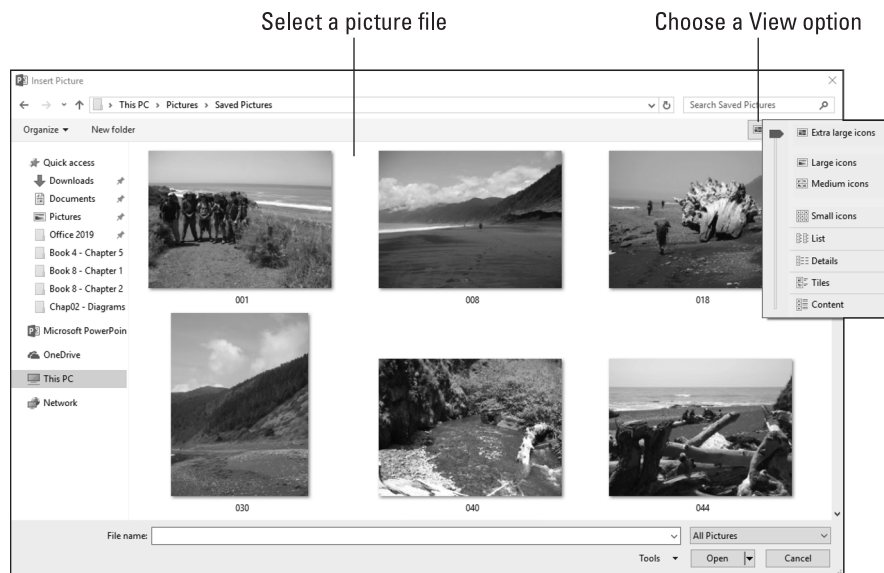 Select a picture file
Choose a View option
Insert Picture
This PC > Pictures > Saved Pictures
Search Saved Pictures
Organize
New folder
Extra large icons
Large icons
Medium icons
Small icons
List
Details
Tiles
Content
Quick access
Downloads
Documents
Pictures
Office 2019
Book 4 - Chapter 5
Book 8 - Chapter 1
Book 8 - Chapter 2
Chap02 - Diagrams
Microsoft PowerPoin
OneDrive
This PC
Network
001
008
018
030
040
044
File name:
All Pictures
Tools
Open
Cancel